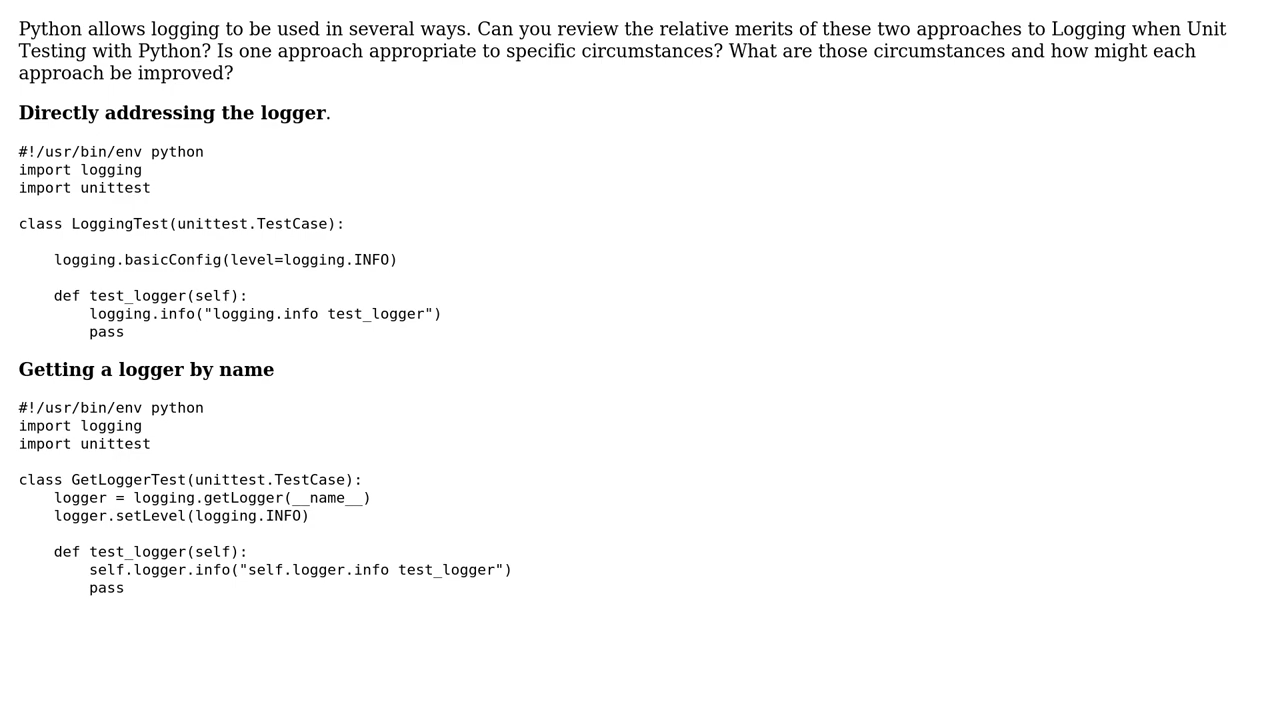 Python allows logging to be used in several ways. Can you review the relative merits of these two approaches to Logging when Unit
Testing with Python? Is one approach appropriate to specific circumstances? What are those circumstances and how might each
approach be improved?
Directly addressing the logger.
#!/usr/bin/env python
import logging
import unittest
class LoggingTest(unittest.TestCase):
    logging.basicConfig(level=logging.INFO)
    def test_logger(self):
        logging.info("logging.info test_logger")
        pass
Getting a logger by name
#!/usr/bin/env python
import logging
import unittest
class GetLoggerTest(unittest.TestCase):
    logger = logging.getLogger(__name__)
    logger.setLevel(logging.INFO)
    def test_logger(self):
        self.logger.info("self.logger.info test_logger")
        pass